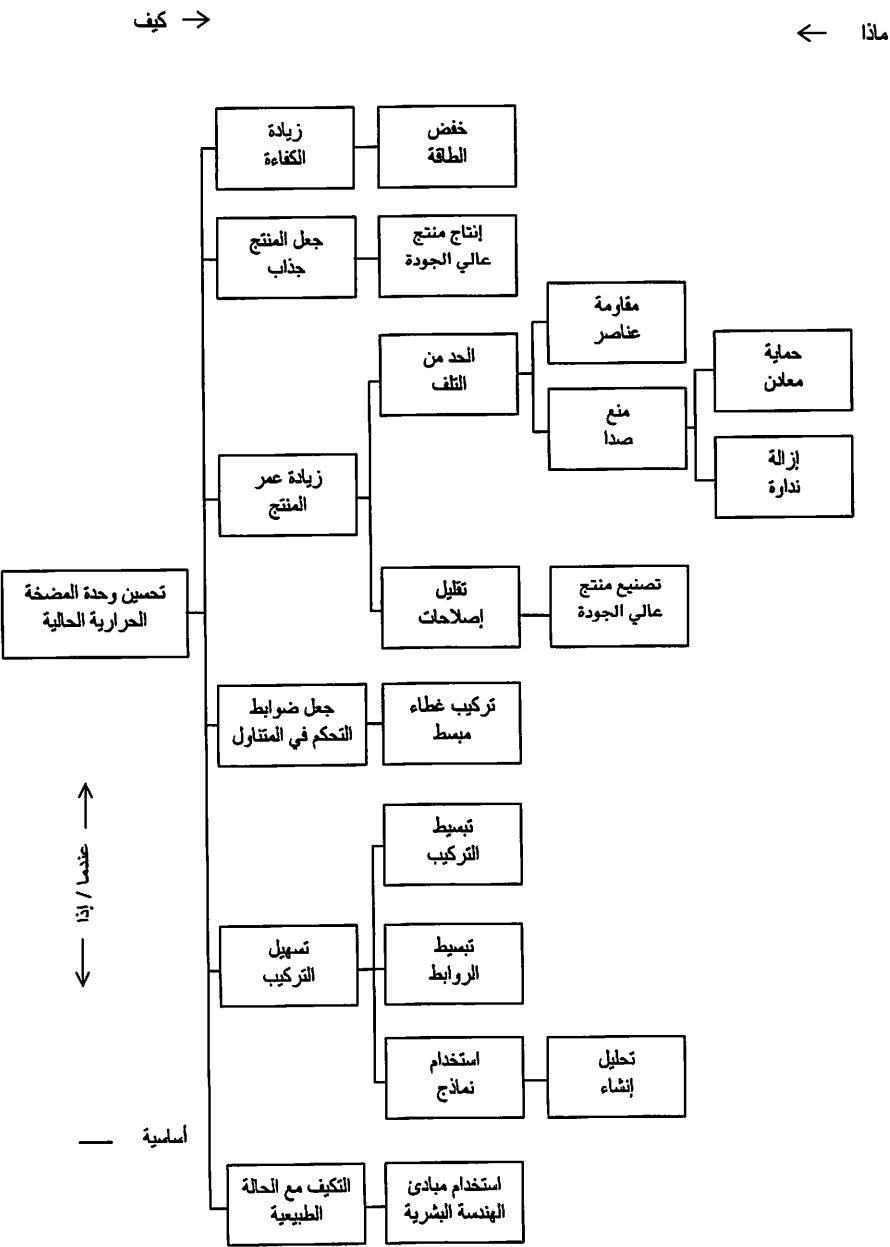 ماذا ←
→ كيف
زيادة
الكفاءة
خفض
الطاقة
جعل المنتج
جذاب
إنتاج منتج
عالي الجودة
مقاومة
عناصر
حماية
معادن
الحد من
التلف
منع
صدا
إزالة
ندارة
زيادة عمر
المنتج
تحسين وحدة المضخة
الحرارية الحالية
تقليل
إصلاحات
تصنيع منتج
عالي الجودة
جعل ضوابط
التحكم في المتناول
تركيب غطاء
مبسط
تبسيط
التركيب
عندما / إذا
تسهيل
التركيب
تبسيط
الروابط
استخدام
نماذج
تحليل
إنشاء
أساسية
التكيف مع الحالة
الطبيعية
استخدام مبادئ
الهندسة البشرية